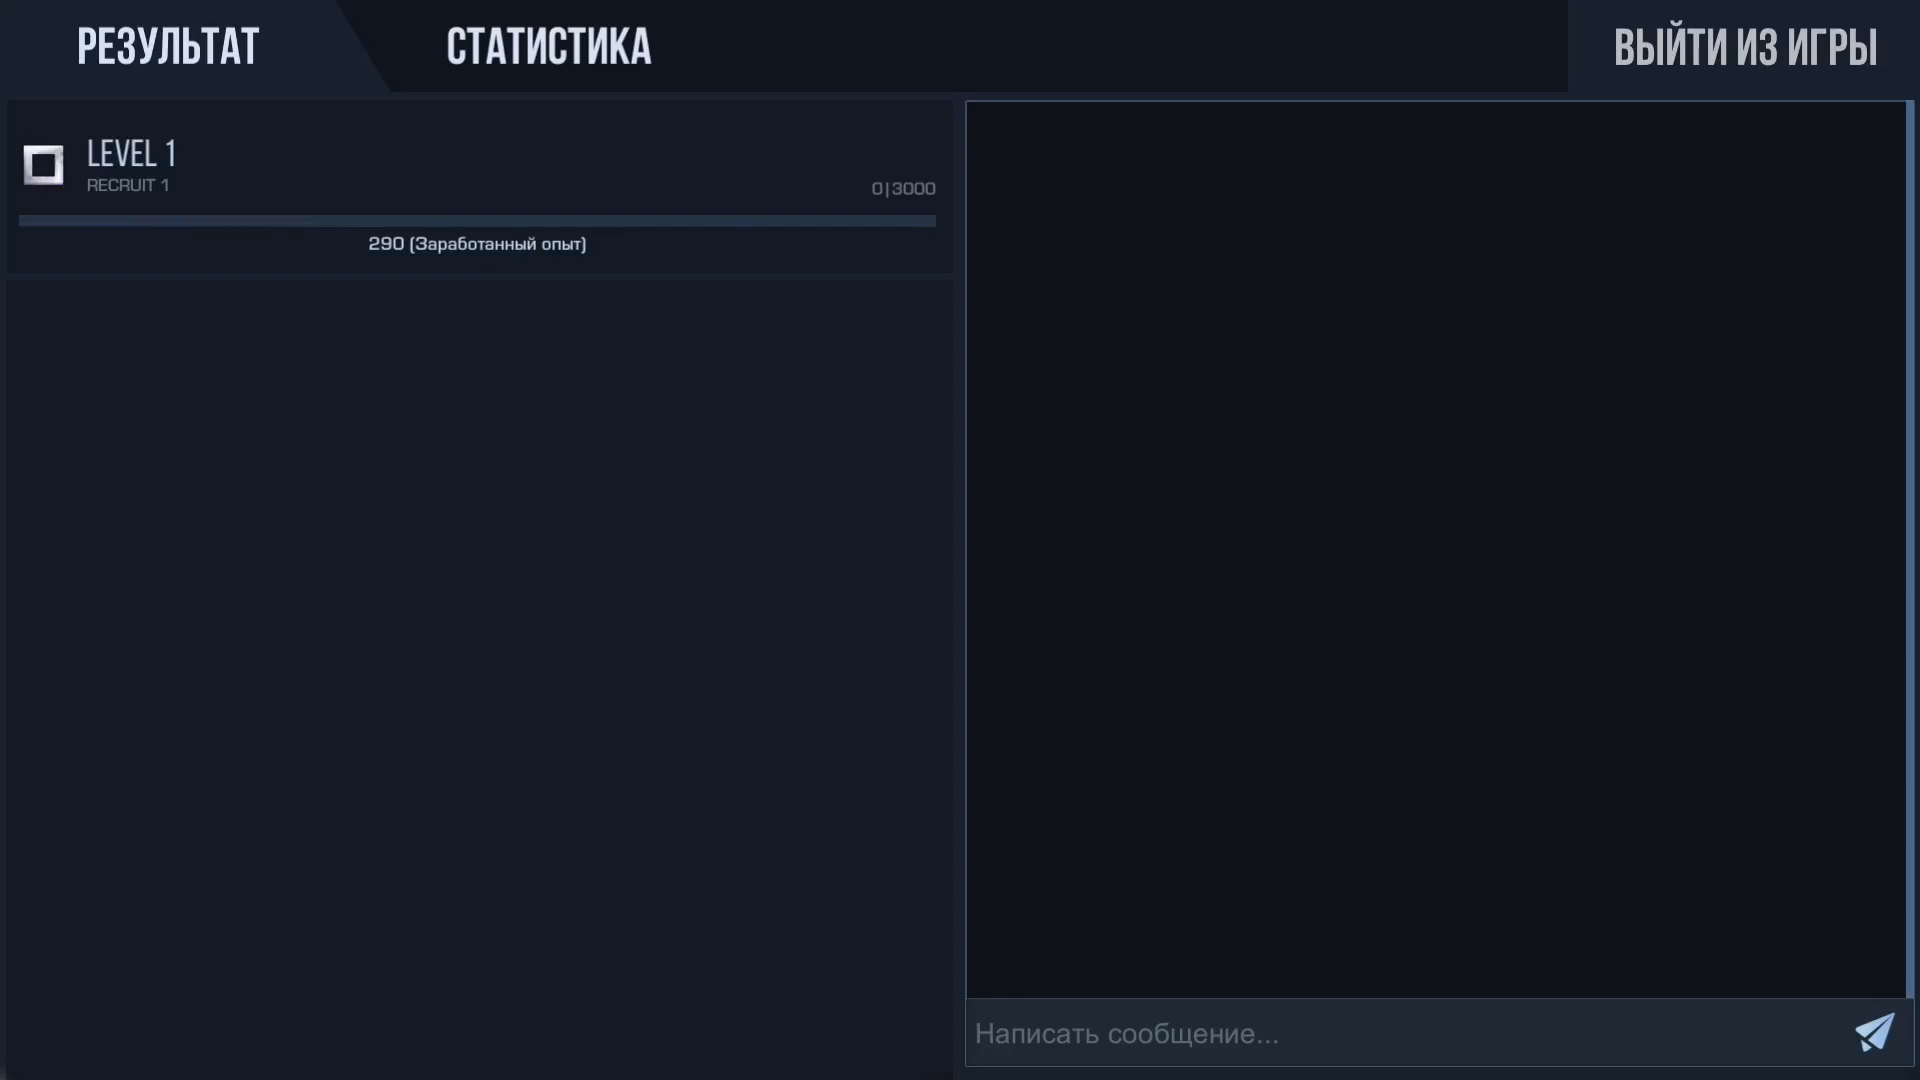 РЕЗУЛЬТАТ
СТАТИСТИКА
ВЫЙТИ ИЗ ИГРЫ
LEVEL 1
RECRUIT 1
0|3000
290 (Заработанный опыт)
Написать сообщение...